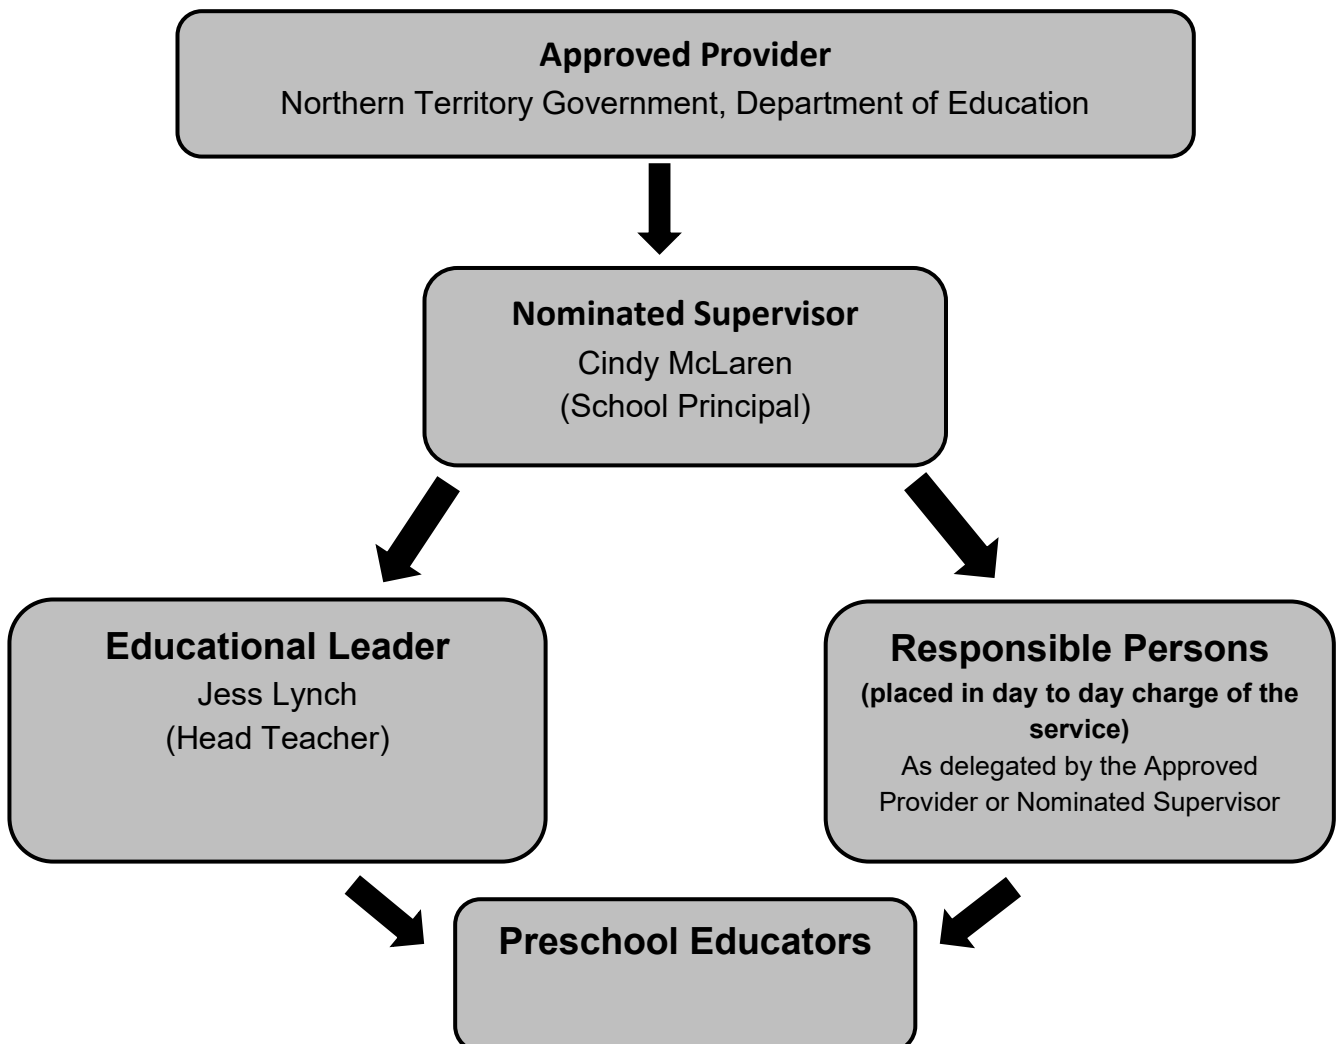 Approved Provider
Northern Territory Government, Department of Education
Nominated Supervisor
Cindy McLaren
(School Principal)
Educational Leader
Jess Lynch
(Head Teacher)
Responsible Persons
(placed in day to day charge of the
service)
As delegated by the Approved
Provider or Nominated Supervisor
Preschool Educators